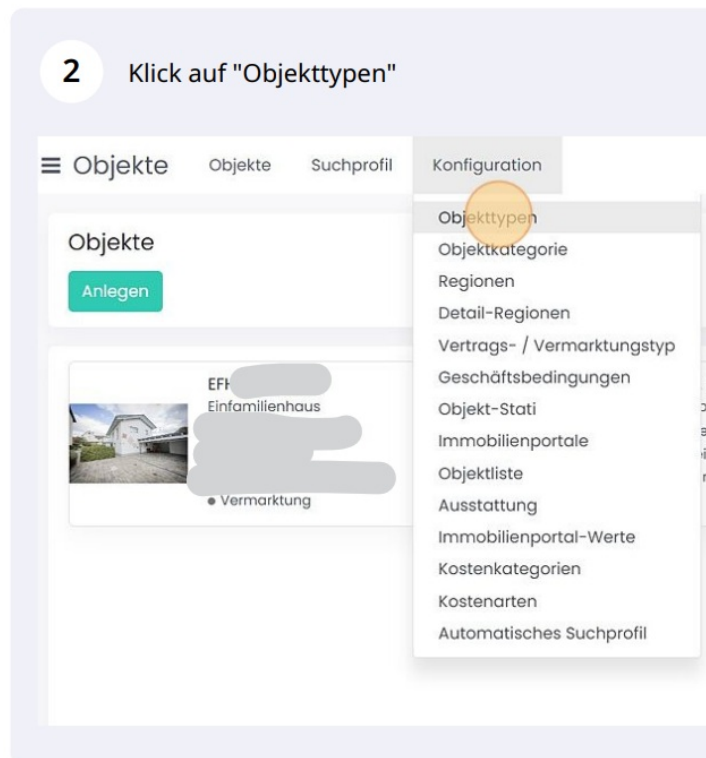 2 Klick auf "Objekttypen"
Objekte Objekte Suchprofil Konfiguration
Objekte
Anlegen
EFH
Einfamilienhaus
Vermarktung
Objekttypen
Objektkategorie
Regionen
Detail-Regionen
Vertrags- / Vermarktungstyp
Geschäftsbedingungen
Objekt-Stati
Immobilienportale
Objektliste
Ausstattung
Immobilienportal-Werte
Kostenkategorien
Kostenarten
Automatisches Suchprofil